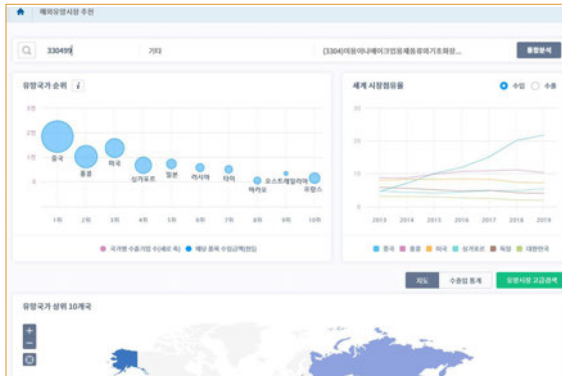 해외유망시장 추천
330499
기타
(3304)미용이나메이크업용제품류와기초화장...
통합분석
유망국가 순위 i
3만
2만
1만
0
중국
홍콩
미국
싱가포르
일본
러시아
타이
마카오
오스트레일리아
프랑스
1위 2위 3위 4위 5위 6위 7위 8위 9위 10위
국가별 수출기업 수(세로 축) 해당 품목 수입금액(원임)
세계 시장점유율
수입 수출
30
20
10
0
2013 2014 2015 2016 2017 2018 2019
중국 홍콩 미국 싱가포르 독일 대한민국
지도 수출입 통계 유망시장 고급검색
유망국가 상위 10개국
+
−